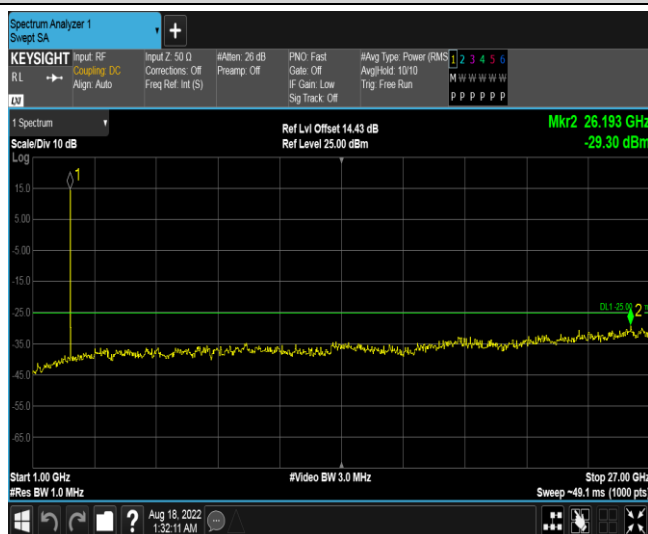 Spectrum Analyzer 1
Swept SA
+
KEYSIGHT
RL
Input: RF
Coupling: DC
Align: Auto
Input Z: 50 Ω
Corrections: Off
Freq Ref: Int (S)
#Atten: 26 dB
Preamp: Off
PNO: Fast
Gate: Off
IF Gain: Low
Sig Track: Off
#Avg Type: Power (RMS
Avg|Hold: 10/10
Trig: Free Run
1 2 3 4 5 6
M W W W W W
P P P P P P
LXI
1 Spectrum
Scale/Div 10 dB
Ref Lvl Offset 14.43 dB
Ref Level 25.00 dBm
Mkr2 26.193 GHz
-29.30 dBm
Log
1
15.0
5.00
-5.00
-15.0
-25.0
DL1 -25.00
2
-35.0
-45.0
-55.0
-65.0
Start 1.00 GHz
#Video BW 3.0 MHz
Stop 27.00 GHz
#Res BW 1.0 MHz
Sweep ~49.1 ms (1000 pts)
?
Aug 18, 2022
1:32:11 AM